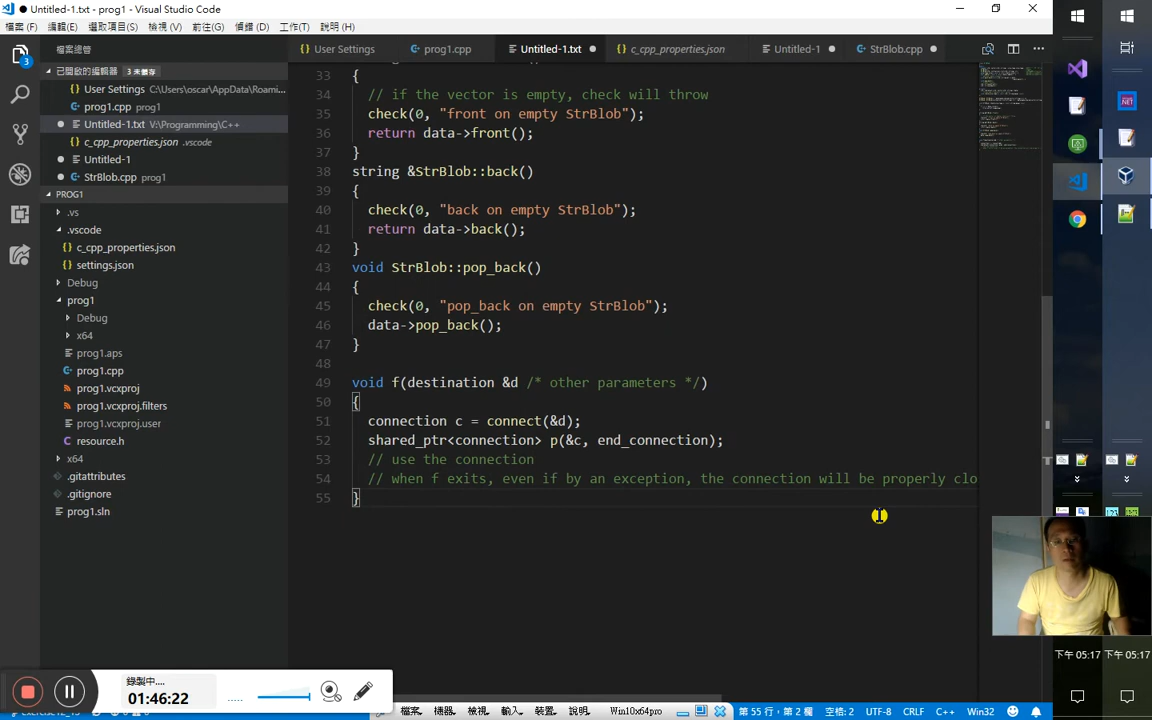 Untitled-1.txt - prog1 - Visual Studio Code
檔案 (F) 編輯(E) 選取項目(S) 檢視 (V) 前往(G) 偵錯 (D) 工作(T) 說明 (H)
檔案總管
User Settings
prog1.cpp
Untitled-1.txt
c_cpp_properties.json
Untitled-1
StrBlob.cpp
已開啟的編輯器 3 未儲存
User Settings C:\Users\oscar\AppData\Roami...
prog1.cpp prog1
Untitled-1.txt V:\Programming\C++
c_cpp_properties.json .vscode
Untitled-1
StrBlob.cpp prog1
PROG1
.vs
.vscode
c_cpp_properties.json
settings.json
Debug
prog1
Debug
x64
prog1.aps
prog1.cpp
prog1.vcxproj
prog1.vcxproj.filters
prog1.vcxproj.user
resource.h
x64
.gitattributes
.gitignore
prog1.sln
33 {
34 // if the vector is empty, check will throw
35 check(0, "front on empty StrBlob");
36 return data->front();
37 }
38 string &StrBlob::back()
39 {
40 check(0, "back on empty StrBlob");
41 return data->back();
42 }
43 void StrBlob::pop_back()
44 {
45 check(0, "pop_back on empty StrBlob");
46 data->pop_back();
47 }
48
49 void f(destination &d /* other parameters */)
50 {
51 connection c = connect(&d);
52 shared_ptr<connection> p(&c, end_connection);
53 // use the connection
54 // when f exits, even if by an exception, the connection will be properly clo
55 }
3
NET
下午 05:17 下午 05:17
錄製中....
01:46:22
檔案, 機器, 檢視, 輸入, 裝置, 說明, Win10x64pro
第 55 行，第 2 欄 空格: 2 UTF-8 CRLF C++ Win32